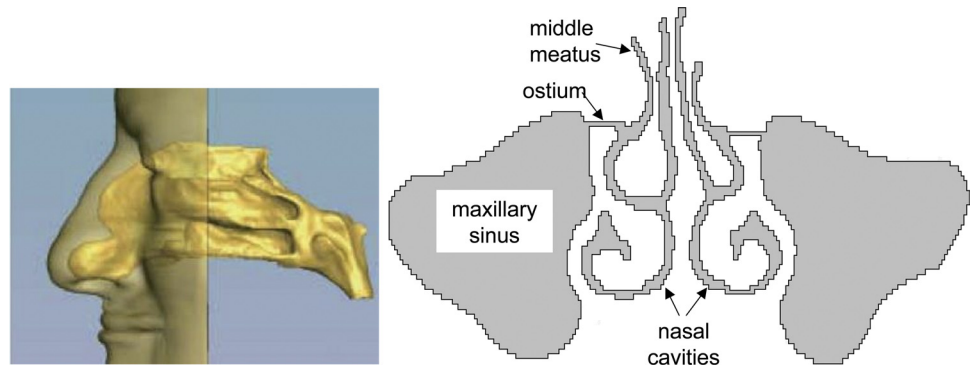 middle
meatus
ostium
maxillary
sinus
nasal
cavities